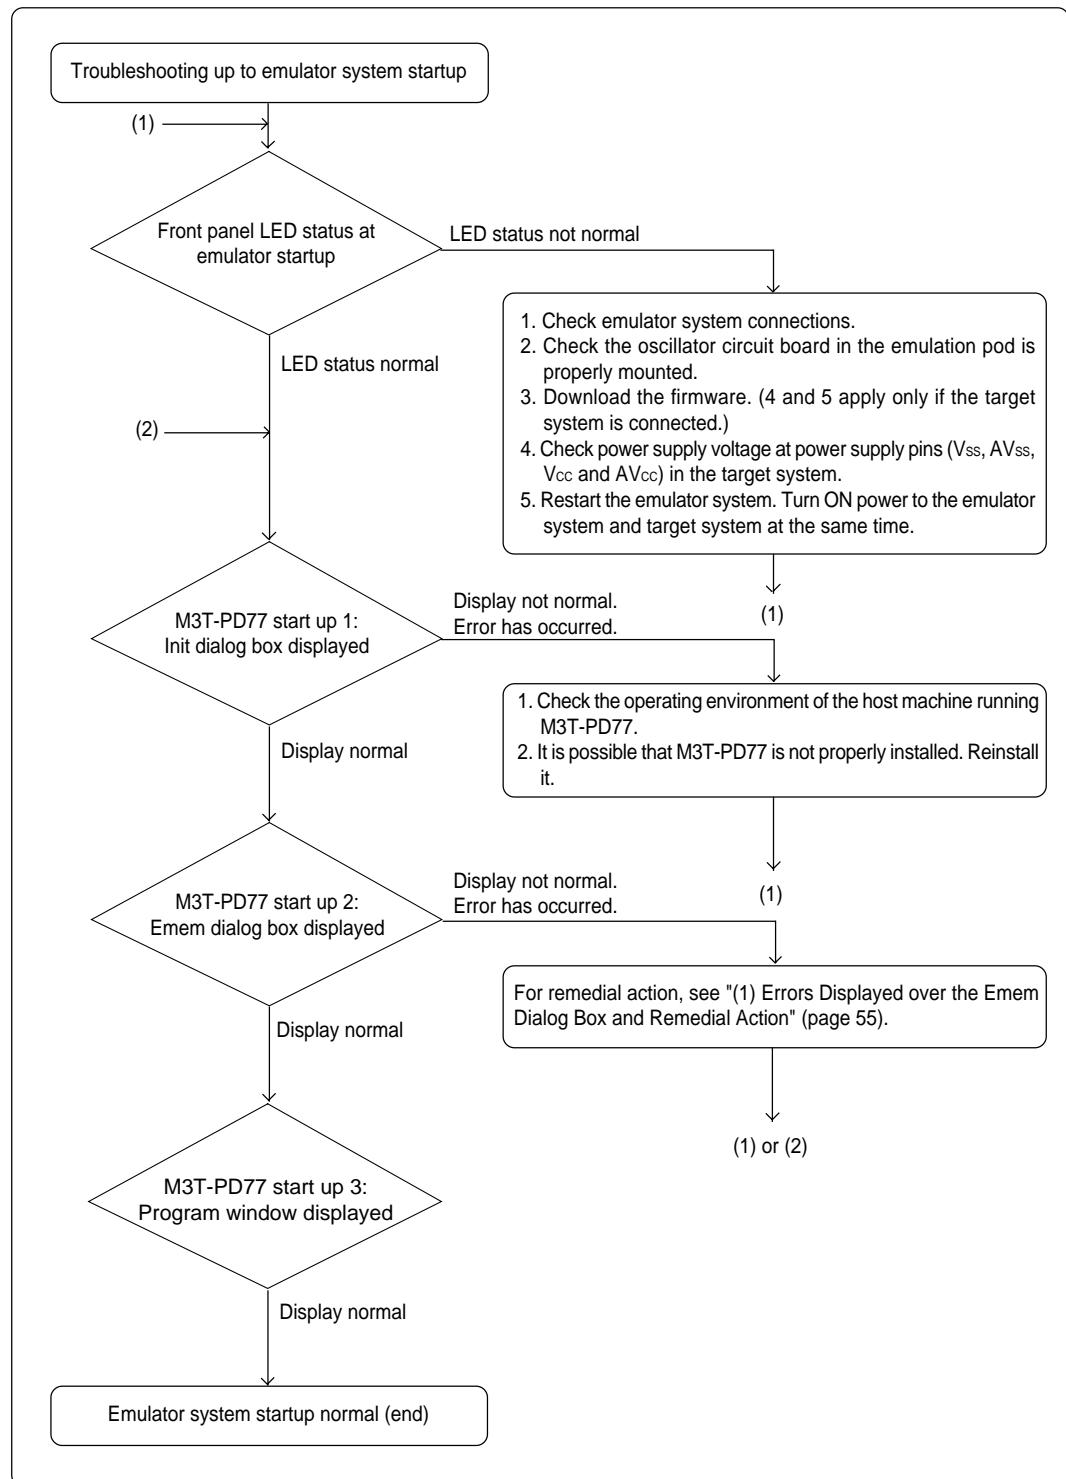 Troubleshooting up to emulator system startup
(1)
Front panel LED status at
emulator startup
LED status not normal
1. Check emulator system connections.
2. Check the oscillator circuit board in the emulation pod is
properly mounted.
3. Download the firmware. (4 and 5 apply only if the target
system is connected.)
4. Check power supply voltage at power supply pins (Vss, AVss,
Vcc and AVcc) in the target system.
5. Restart the emulator system. Turn ON power to the emulator
system and target system at the same time.
(1)
LED status normal
(2)
M3T-PD77 start up 1:
Init dialog box displayed
Display not normal.
Error has occurred.
1. Check the operating environment of the host machine running
M3T-PD77.
2. It is possible that M3T-PD77 is not properly installed. Reinstall
it.
(1)
Display normal
M3T-PD77 start up 2:
Emem dialog box displayed
Display not normal.
Error has occurred.
For remedial action, see "(1) Errors Displayed over the Emem
Dialog Box and Remedial Action" (page 55).
(1) or (2)
Display normal
M3T-PD77 start up 3:
Program window displayed
Display normal
Emulator system startup normal (end)